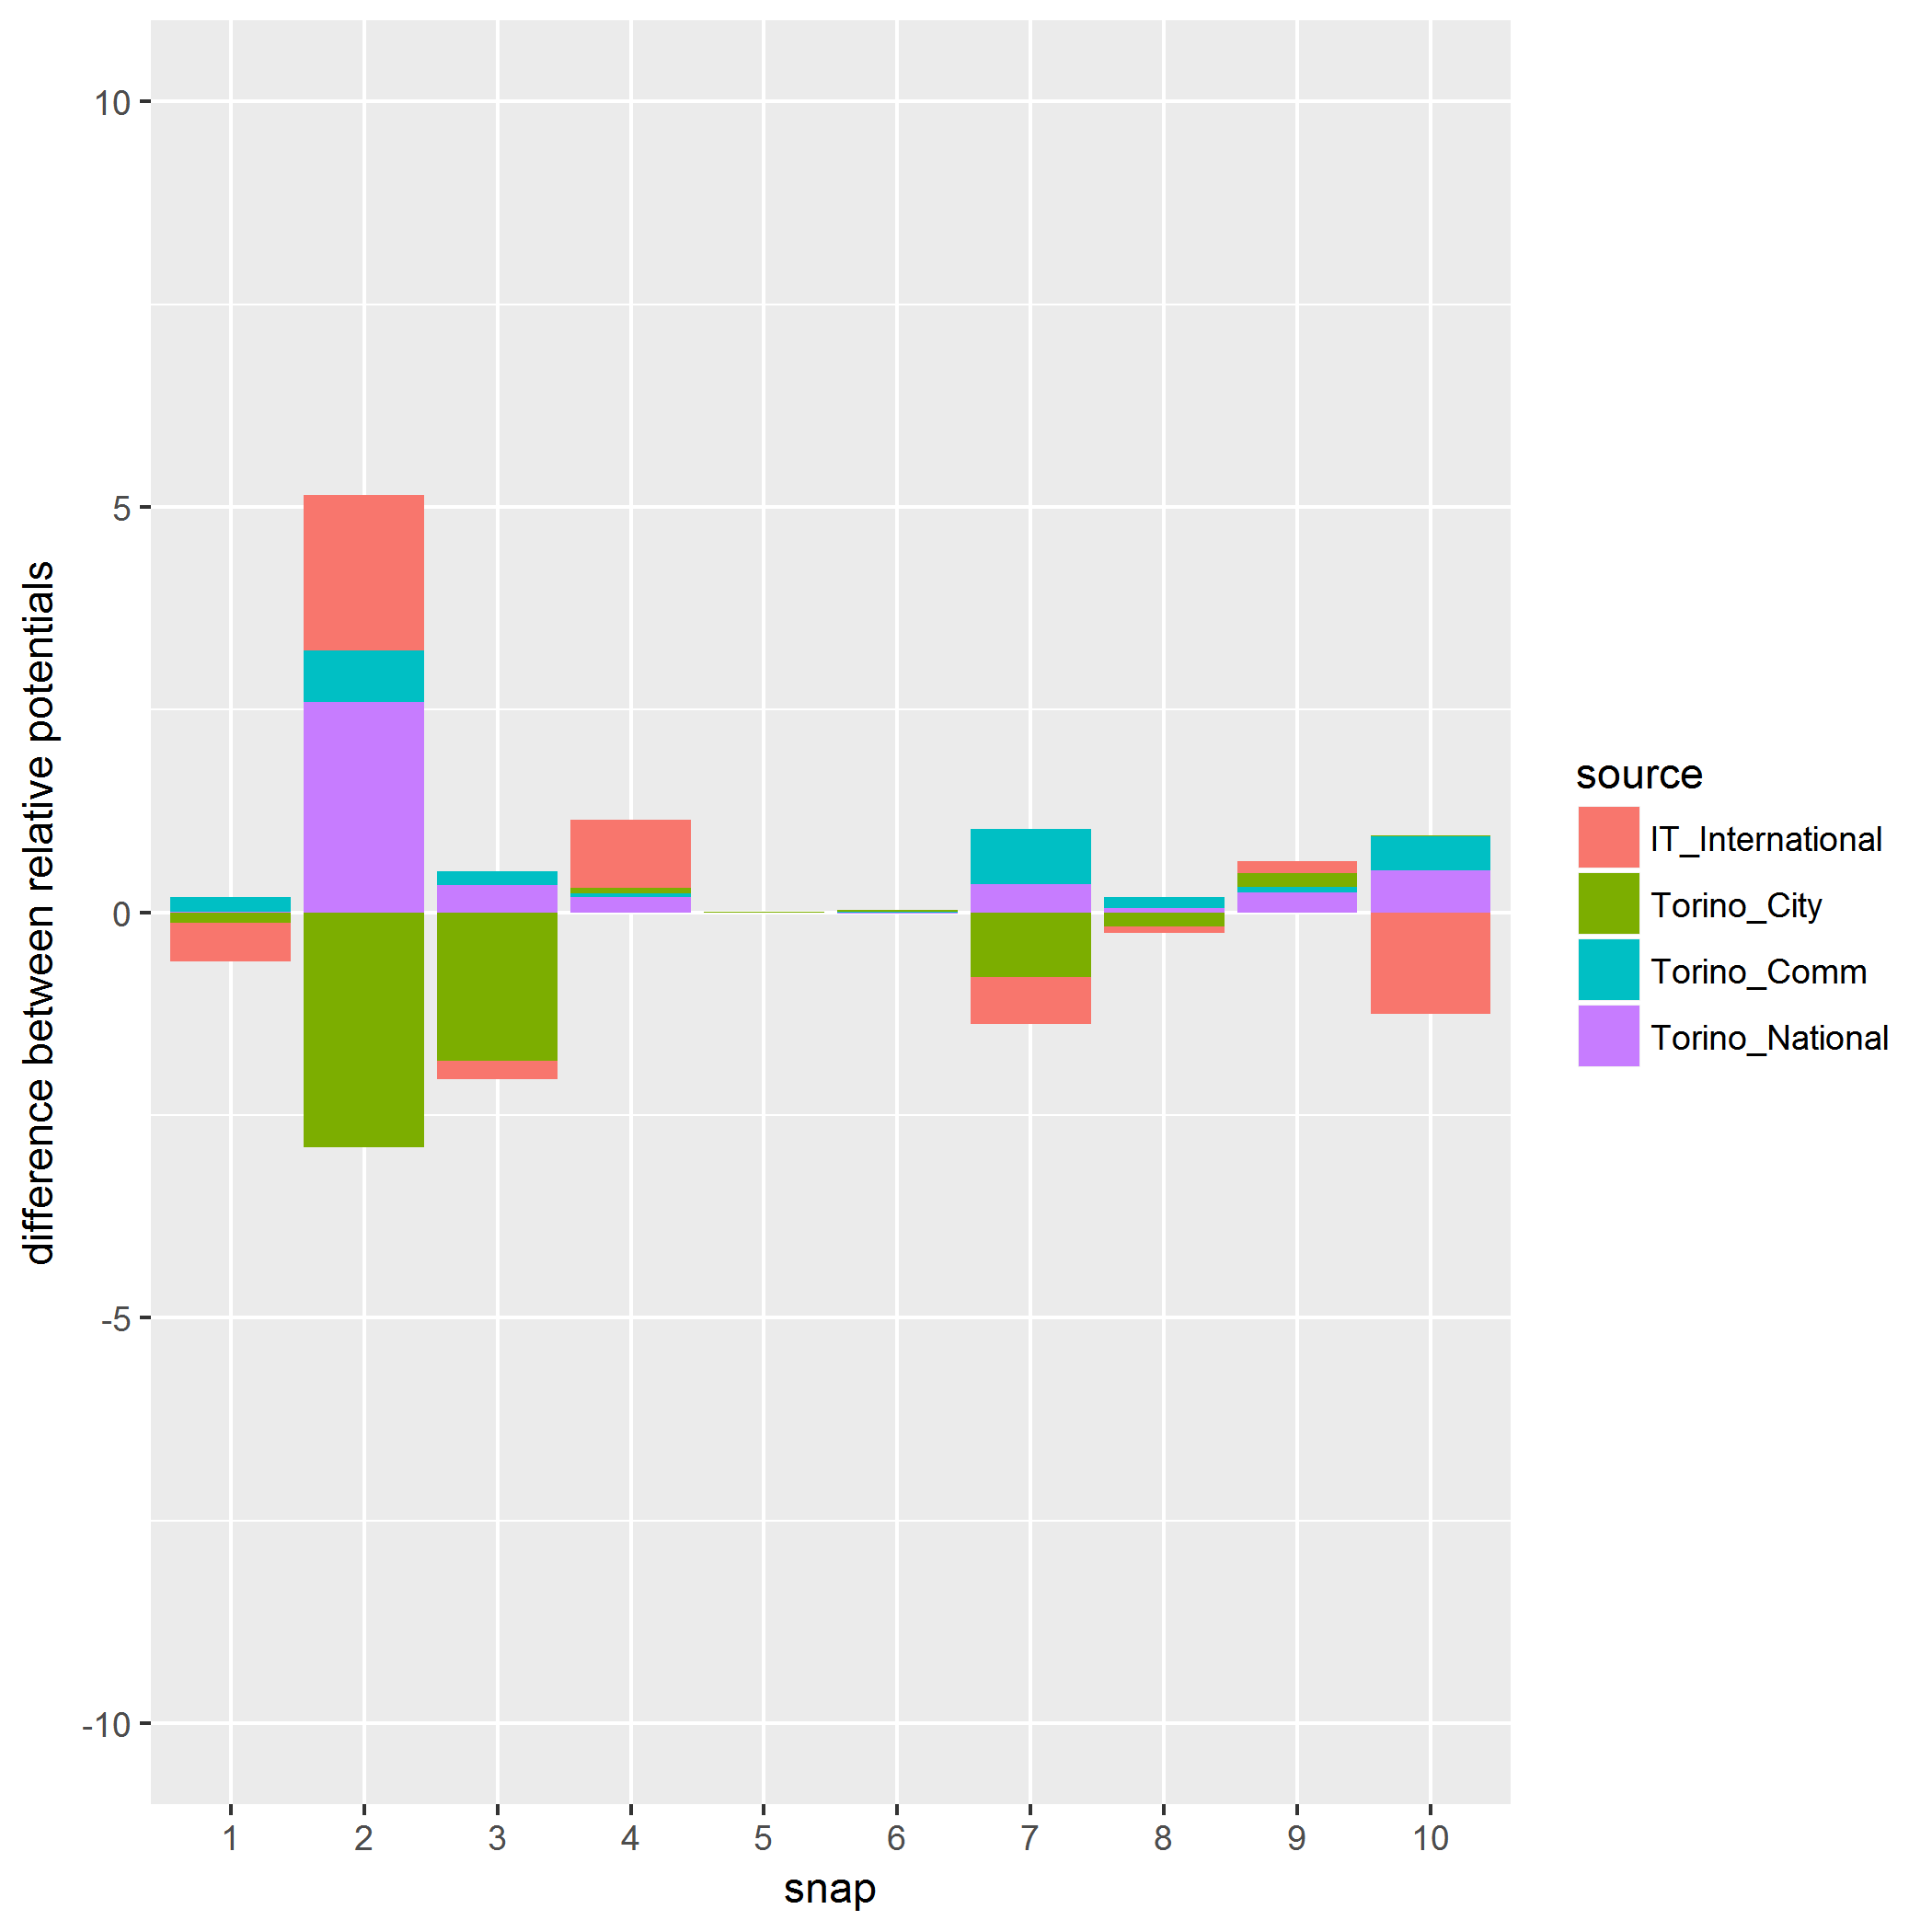 difference between relative potentials
10
5
0
-5
-10
1 2 3 4 5 6 7 8 9 10
snap
source
IT_International
Torino_City
Torino_Comm
Torino_National